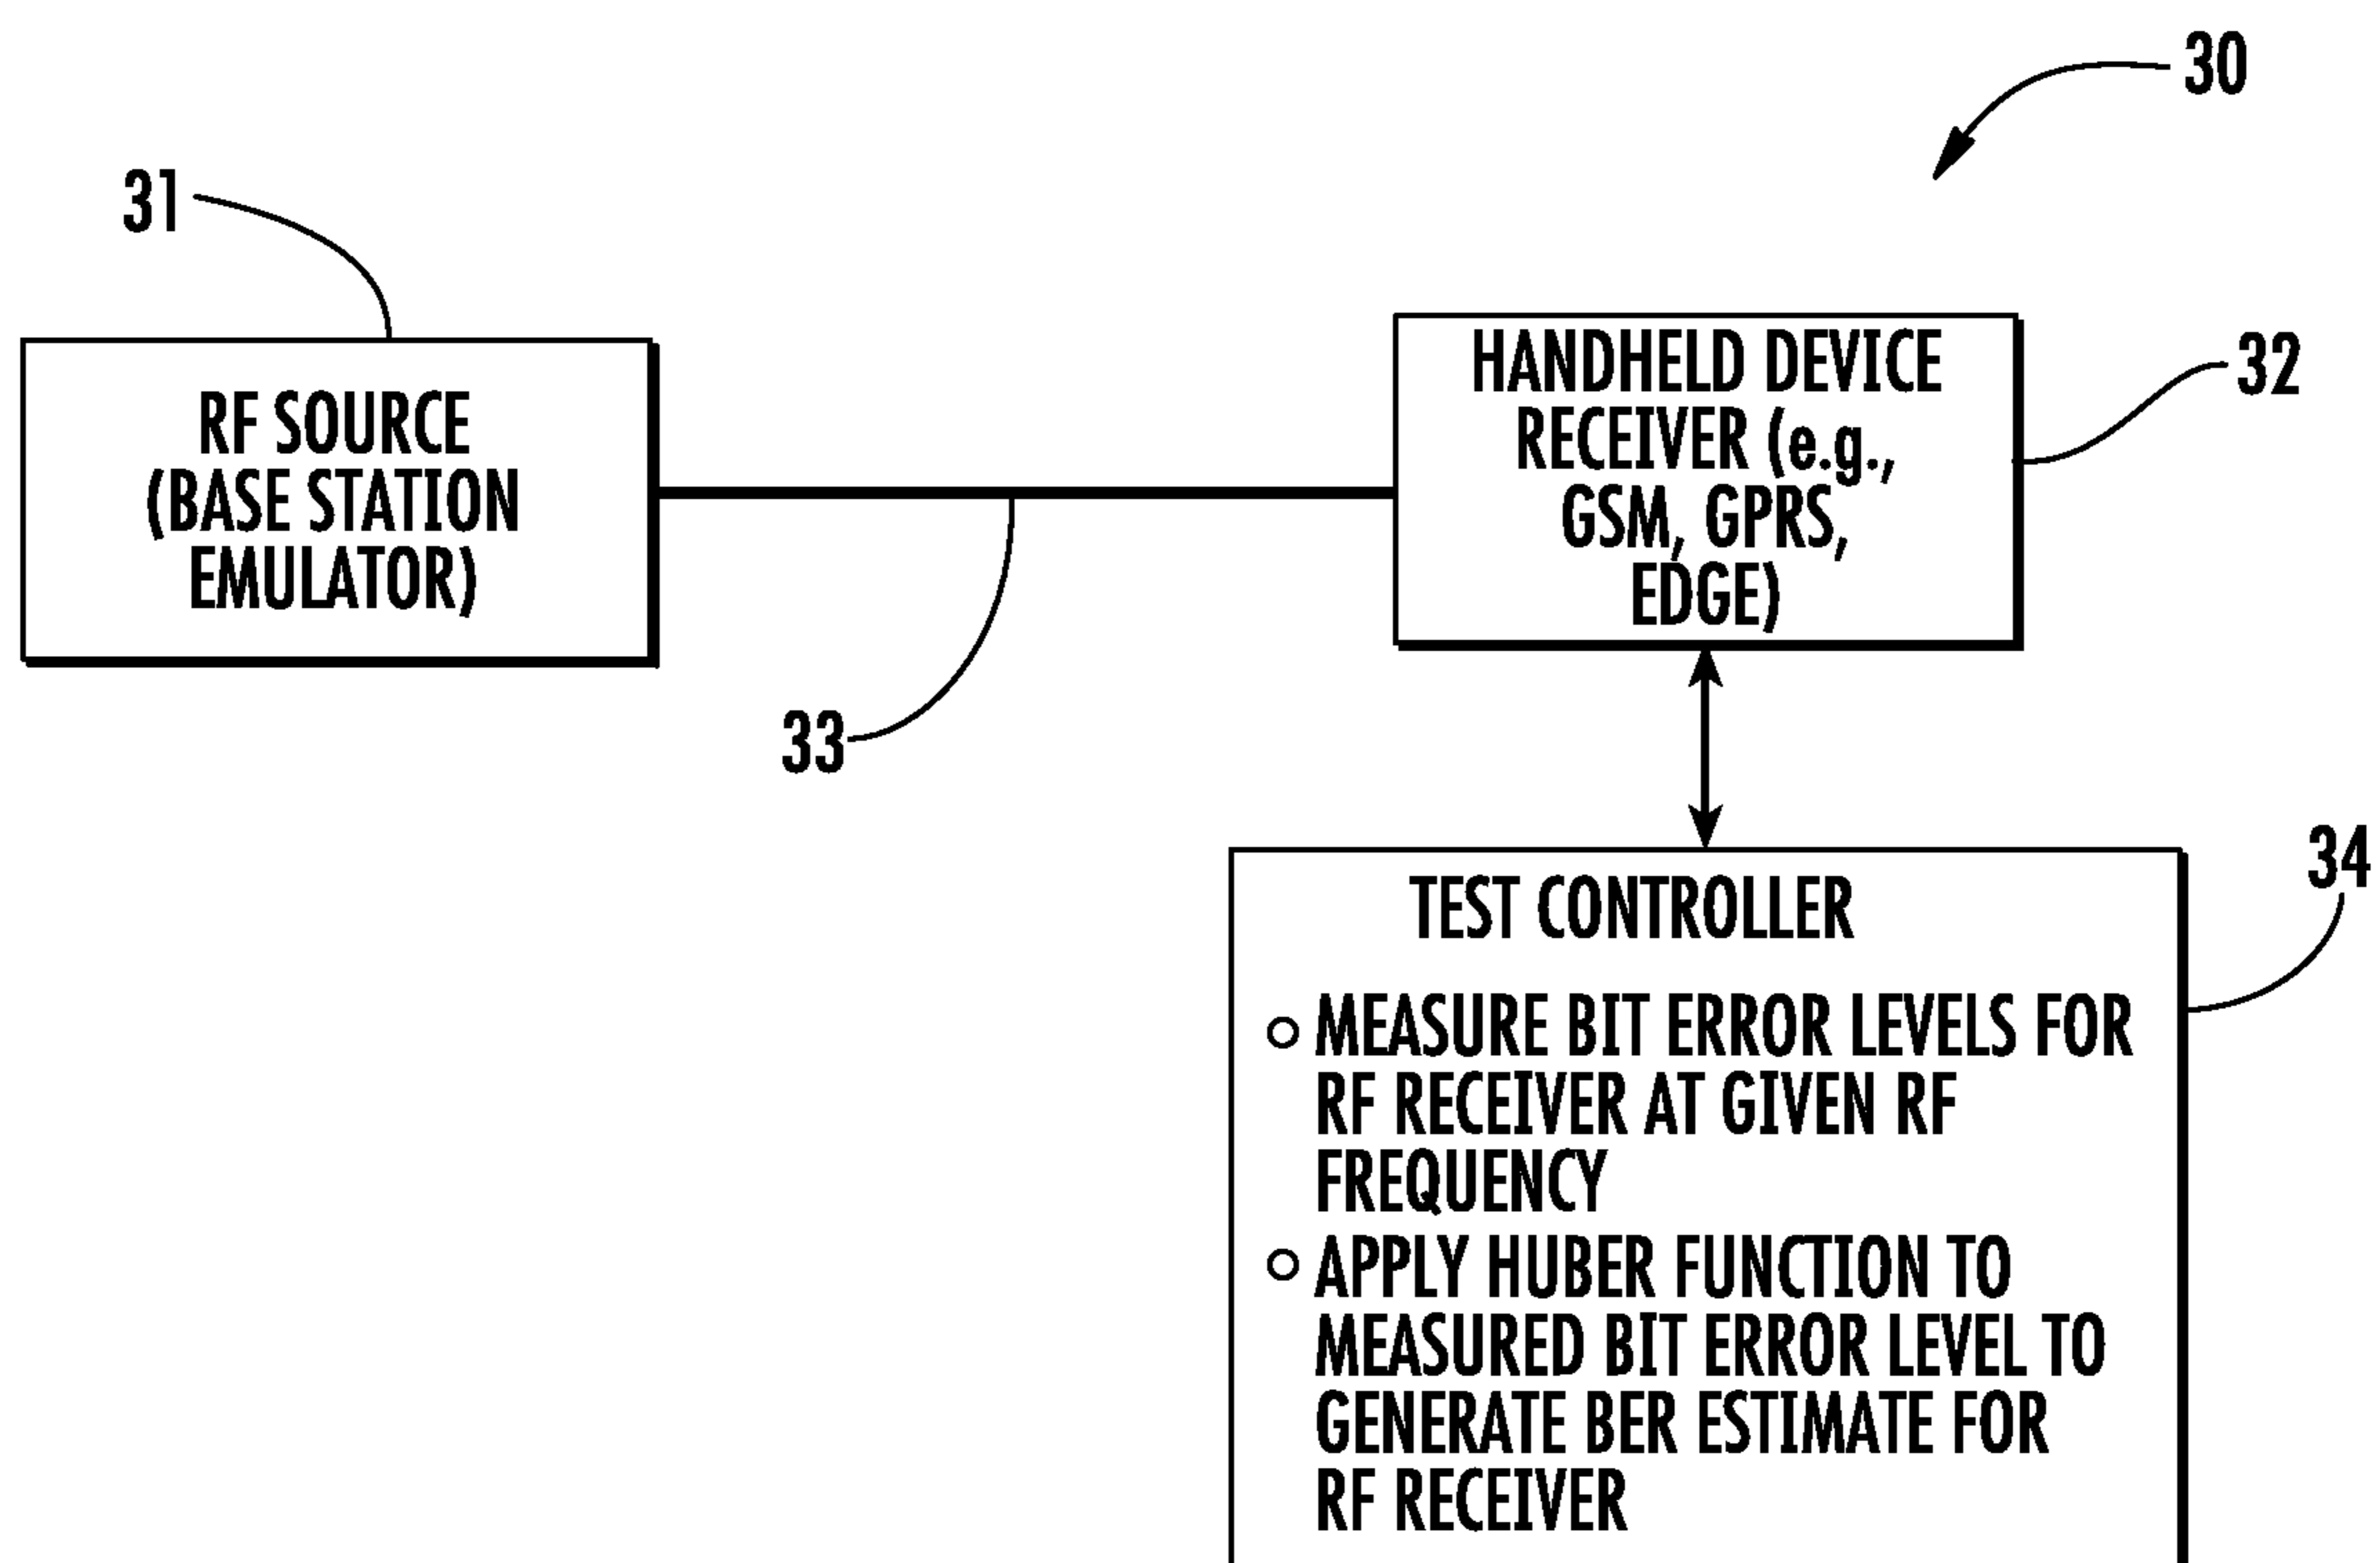 30
31
RF SOURCE
(BASE STATION
EMULATOR)
HANDHELD DEVICE
RECEIVER (e.g.,
GSM, GPRS,
EDGE)
32
33
34
TEST CONTROLLER
○ MEASURE BIT ERROR LEVELS FOR
RF RECEIVER AT GIVEN RF
FREQUENCY
○ APPLY HUBER FUNCTION TO
MEASURED BIT ERROR LEVEL TO
GENERATE BER ESTIMATE FOR
RF RECEIVER